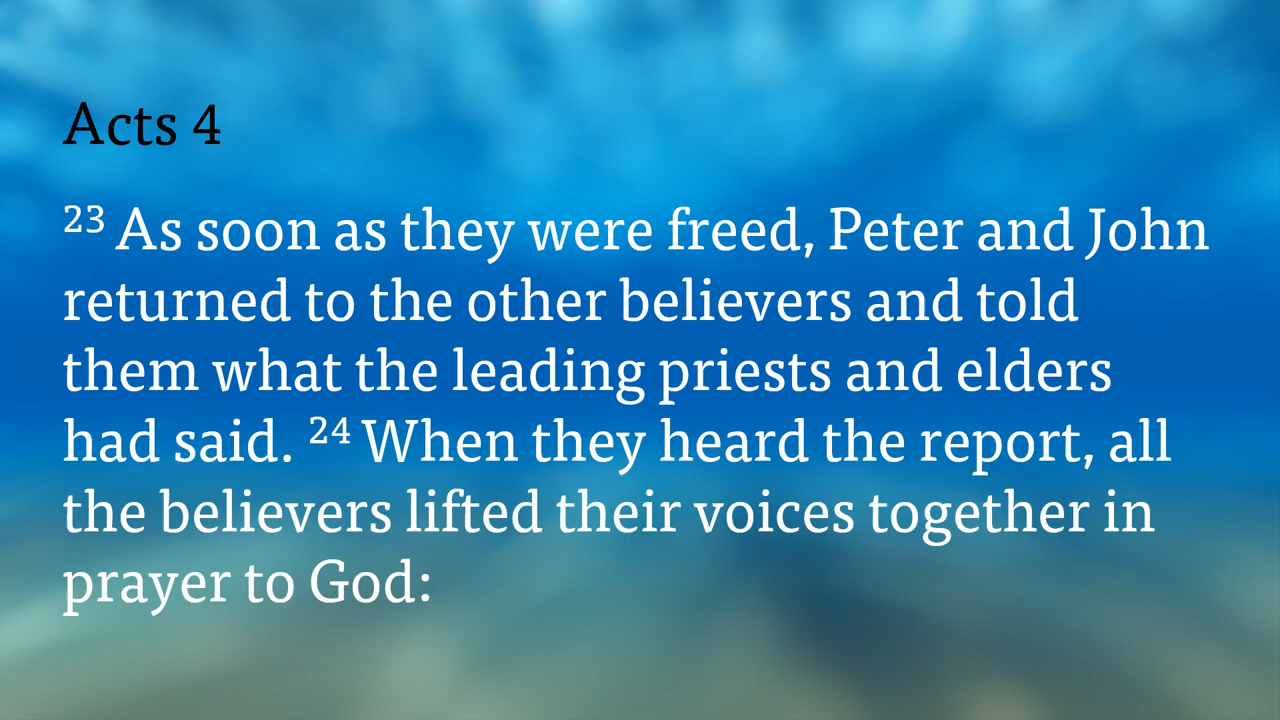 Acts 4
23 As soon as they were freed, Peter and John
returned to the other believers and told
them what the leading priests and elders
had said. 24 When they heard the report, all
the believers lifted their voices together in
prayer to God: